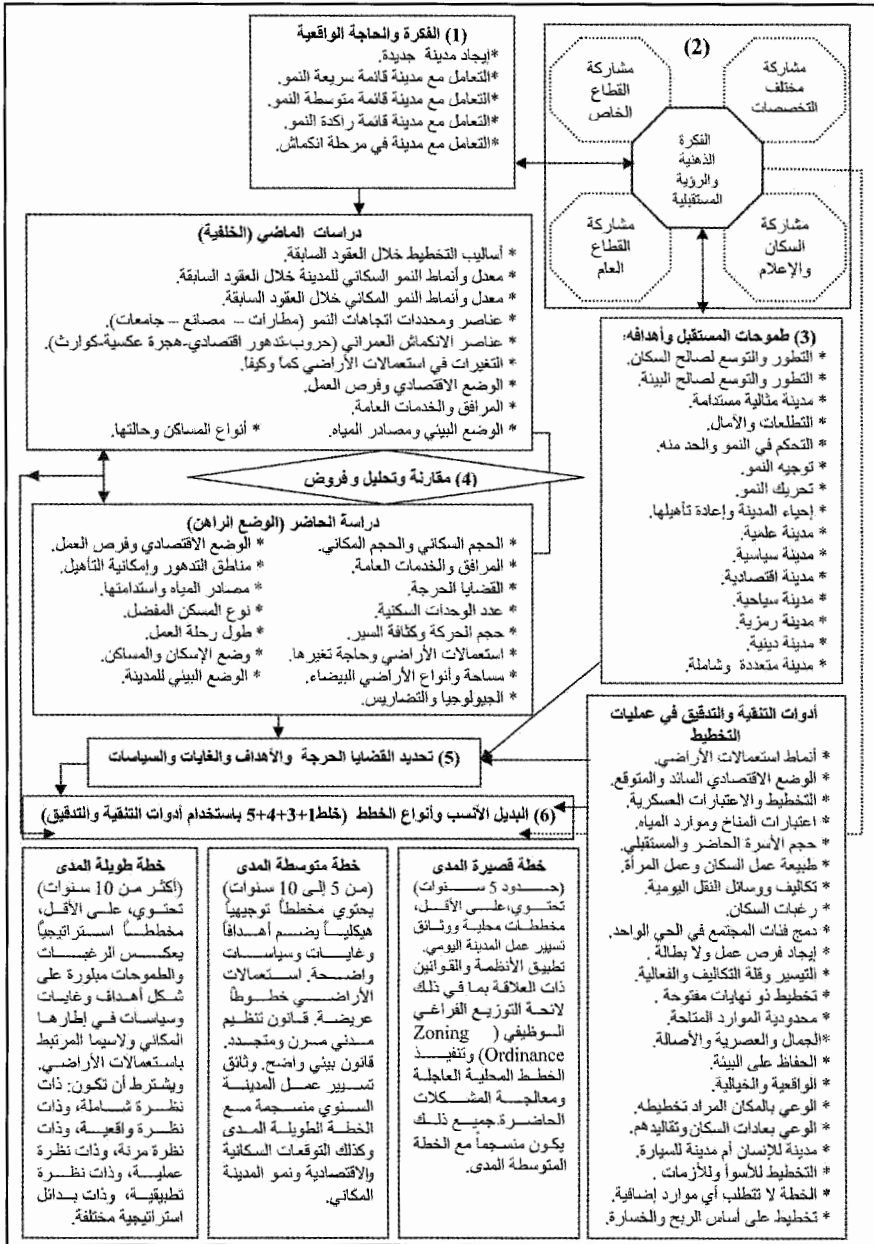 (1) الفكرة والحاجة الواقعية
*إيجاد مدينة جديدة.
*التعامل مع مدينة قائمة سريعة النمو.
*التعامل مع مدينة قائمة متوسطة النمو.
*التعامل مع مدينة قائمة راكدة النمو.
*التعامل مع مدينة في مرحلة انكماش.
(2)
مشاركة
مختلف
التخصصات
مشاركة
القطاع
الخاص
الفكرة
الذهنية
والرؤية
المستقبلية
مشاركة
السكان
والإعلام
مشاركة
القطاع
العام
دراسات الماضي (الخلفية)
* أساليب التخطيط خلال العقود السابقة.
* معدل وأنماط النمو السكاني للمدينة خلال العقود السابقة.
* معدل وأنماط النمو المكاني خلال العقود السابقة.
* عناصر ومحددات اتجاهات النمو (مطارات – مصانع – جامعات).
* عناصر الانكماش العمراني (حروب-تدهور اقتصادي-هجرة عكسية-كوارث).
* التغيرات في استعمالات الأراضي كماً وكيفاً.
* الوضع الاقتصادي وفرص العمل.
* المرافق والخدمات العامة.
* الوضع البيئي ومصادر المياه. * أنواع المساكن وحالتها.
(3) طموحات المستقبل وأهدافه:
* التطور والتوسع لصالح السكان.
* التطور والتوسع لصالح البيئة.
* مدينة مثالية مستدامة.
* التطلعات والآمال.
* التحكم في النمو والحد منه.
* توجيه النمو.
* تحريك النمو.
* إحياء المدينة وإعادة تأهيلها.
* مدينة علمية.
* مدينة سياسية.
* مدينة اقتصادية.
* مدينة سياحية.
* مدينة رمزية.
* مدينة دينية.
* مدينة متعددة وشاملة.
(4) مقارنة وتحليل وفروض
دراسة الحاضر (الوضع الراهن)
* الحجم السكاني والحجم المكاني.
* المرافق والخدمات العامة.
* القضايا الحرجة.
* عدد الوحدات السكنية.
* حجم الحركة وكثافة السير.
* استعمالات الأراضي وحاجة تغيرها.
* مساحة وأنواع الأراضي البيضاء.
* الجيولوجيا والتضاريس.
* الوضع الاقتصادي وفرص العمل.
* مناطق التدهور وإمكانية التأهيل.
* مصادر المياه واستدامتها.
* نوع المسكن المفضل.
* طول رحلة العمل.
* وضع الإسكان والمساكن.
* الوضع البيئي للمدينة.
(5) تحديد القضايا الحرجة والأهداف والغايات والسياسات
(6) البديل الأنسب وأنواع الخطط (خلط1+3+4+5 باستخدام أدوات التنقية والتدقيق)
أدوات التنقية والتدقيق في عمليات
التخطيط
* أنماط استعمالات الأراضي.
* الوضع الاقتصادي السائد والمتوقع.
* التخطيط والاعتبارات العسكرية.
* اعتبارات المناخ وموارد المياه.
* حجم الأسرة الحاضر والمستقبلي.
* طبيعة عمل السكان وعمل المرأة.
* تكاليف ووسائل النقل اليومية.
* رغبات السكان.
* دمج فئات المجتمع في الحي الواحد.
* إيجاد فرص عمل ولا بطالة .
* التيسير وقلة التكاليف والفعالية.
* تخطيط ذو نهايات مفتوحة .
* محدودية الموارد المتاحة.
*الجمال والعصرية والأصالة.
* الحفاظ على البيئة.
* الواقعية والخيالية.
* الوعي بالمكان المراد تخطيطه.
* الوعي بعادات السكان وتقاليدهم.
* مدينة للإنسان أم مدينة للسيارة.
* التخطيط للأسوأ وللأزمات .
* الخطة لا تتطلب أي موارد إضافية.
* تخطيط على أساس الربح والخسارة.
خطة قصيرة المدى
(حدود 5 سنوات)
تحتوي،على الأقل،
مخططات محلية ووثائق
تسيير عمل المدينة اليومي.
تطبيق الأنظمة والقوانين
ذات العلاقة بما في ذلك
لائحة التوزيع الفراغي
الوظيفي (Zoning
Ordinance) وتنفيذ
الخطط المحلية العاجلة
ومعالجة المشكلات
الحاضرة.جميع ذلك
يكون منسجماً مع الخطة
المتوسطة المدى.
خطة متوسطة المدى
(من 5 إلى 10 سنوات)
يحتوي مخططاً توجيهياً
هيكلياً يضم أهدافاً
وغايات وسياسات
واضحة. استعمالات
الأراضي خطوطاً
عريضة. قانون تنظيم
مدني مرن ومتجدد.
قانون بيئي واضح. وثائق
تسيير عمل المدينة
السنوي منسجمة مع
الخطة الطويلة المدى
وكذلك التوقعات السكانية
والاقتصادية ونمو المدينة
المكاني.
خطة طويلة المدى
(أكثر من 10 سنوات)
تحتوي، على الأقل،
مخططاً استراتيجياً
يعكس الرغبات
والطموحات مبلورة على
شكل أهداف وغايات
وسياسات في إطارها
المكاني ولاسيما المرتبط
باستعمالات الأراضي.
ويشترط أن تكون: ذات
نظرة شاملة، وذات
نظرة واقعية، وذات
نظرة مرنة، وذات نظرة
عملية، وذات نظرة
تطبيقية، وذات بدائل
استراتيجية مختلفة.